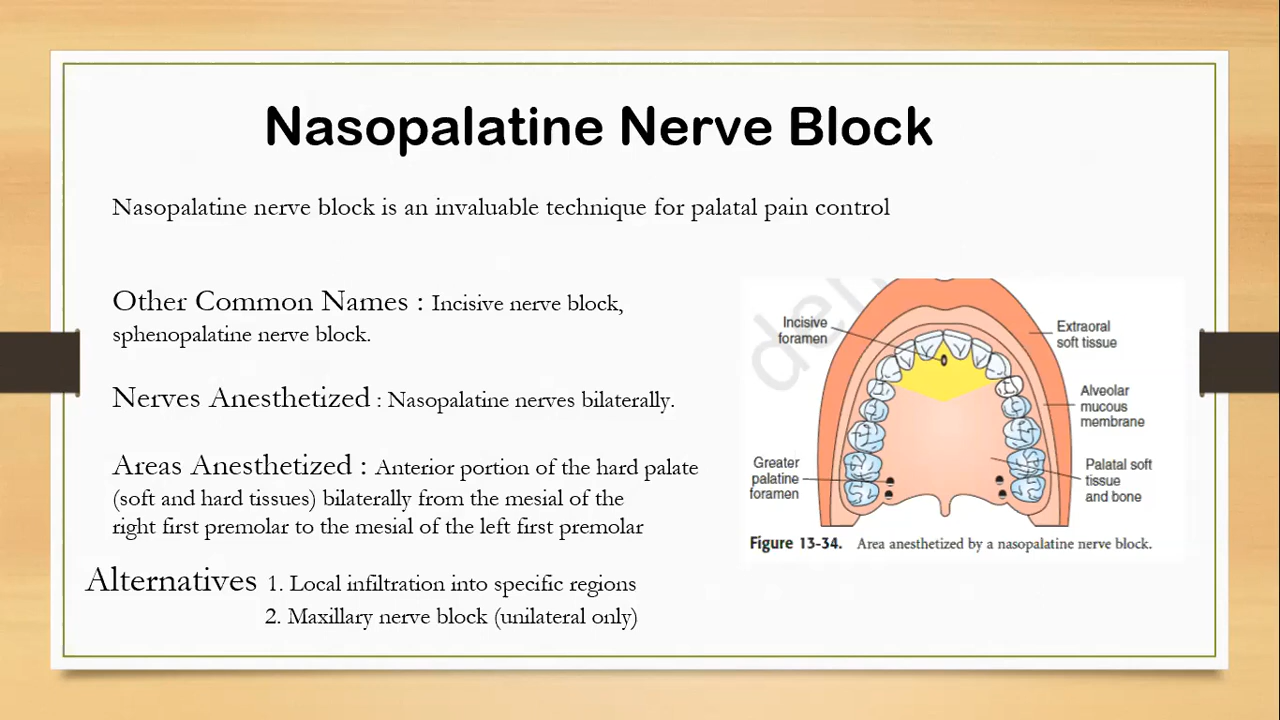 Nasopalatine Nerve Block
Nasopalatine nerve block is an invaluable technique for palatal pain control
Other Common Names : Incisive nerve block,
sphenopalatine nerve block.
Nerves Anesthetized : Nasopalatine nerves bilaterally.
Areas Anesthetized : Anterior portion of the hard palate
(soft and hard tissues) bilaterally from the mesial of the
right first premolar to the mesial of the left first premolar
Alternatives 1. Local infiltration into specific regions
2. Maxillary nerve block (unilateral only)
Incisive
foramen
Extraoral
soft tissue
Alveolar
mucous
membrane
Greater
palatine
foramen
Palatal soft
tissue
and bone
Figure 13-34. Area anesthetized by a nasopalatine nerve block.